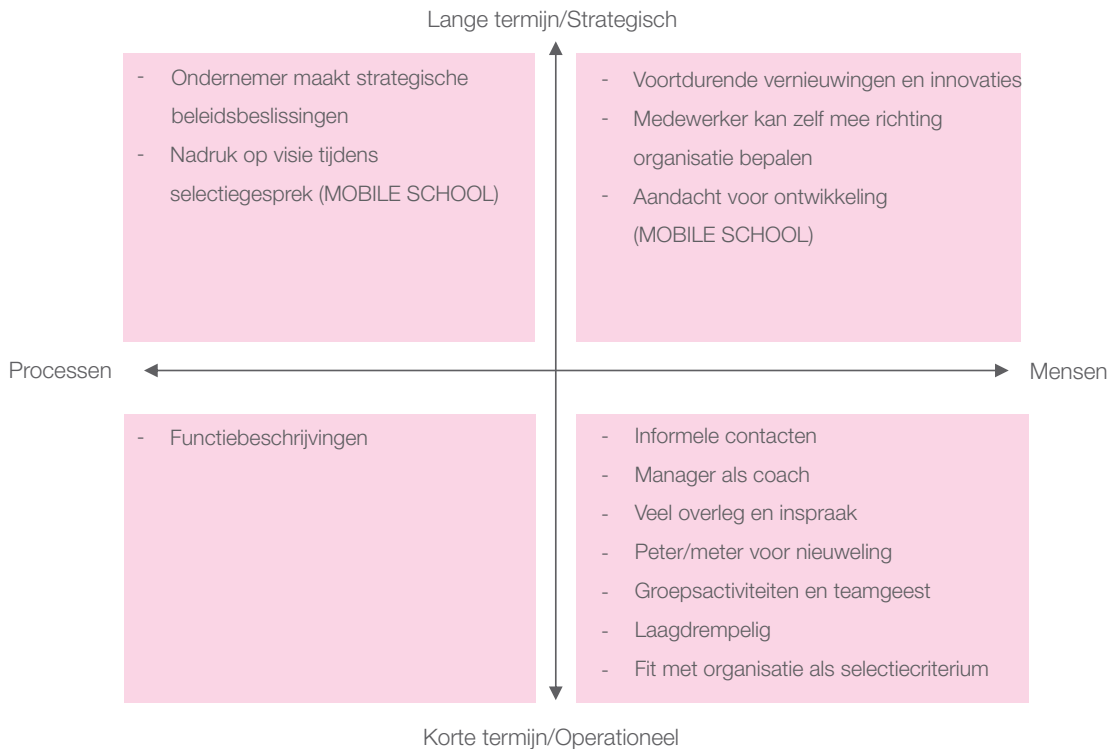 Lange termijn/Strategisch
- Ondernemer maakt strategische
beleidsbeslissingen
- Nadruk op visie tijdens
selectiegesprek (MOBILE SCHOOL)
- Voortdurende vernieuwingen en innovaties
- Medewerker kan zelf mee richting
organisatie bepalen
- Aandacht voor ontwikkeling
(MOBILE SCHOOL)
Processen
Mensen
- Functiebeschrijvingen
- Informele contacten
- Manager als coach
- Veel overleg en inspraak
- Peter/meter voor nieuweling
- Groepsactiviteiten en teamgeest
- Laagdrempelig
- Fit met organisatie als selectiecriterium
Korte termijn/Operationeel